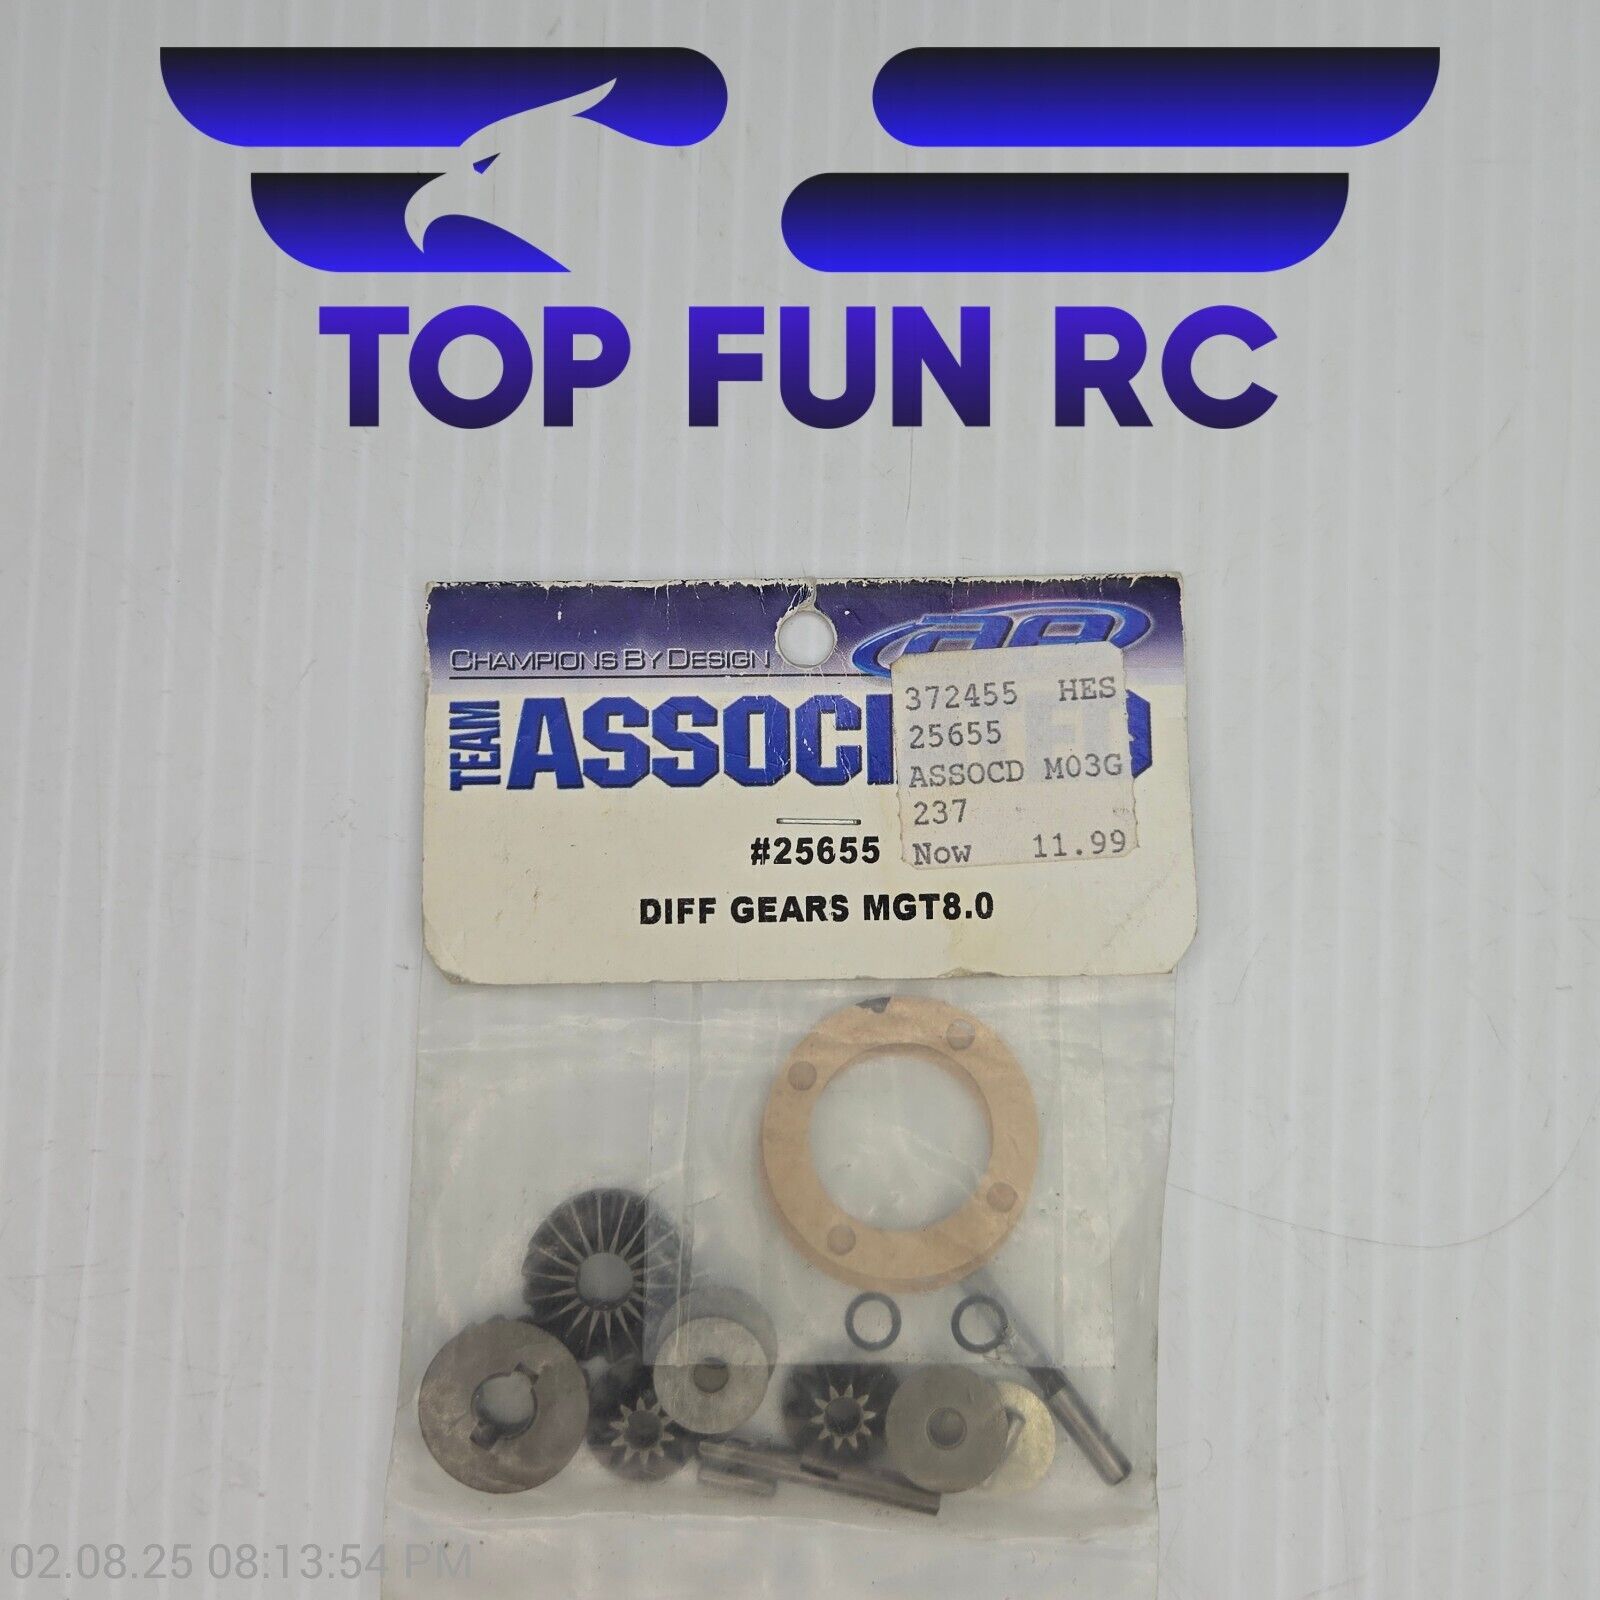 TOP FUN RC
CHAMPIONS BY DESIGN
TEAM
372455 HES
25655
ASSOCD M03G
237
Now 11.99
#25655
DIFF GEARS MGT8.0
02.08.25 08:13:54 PM